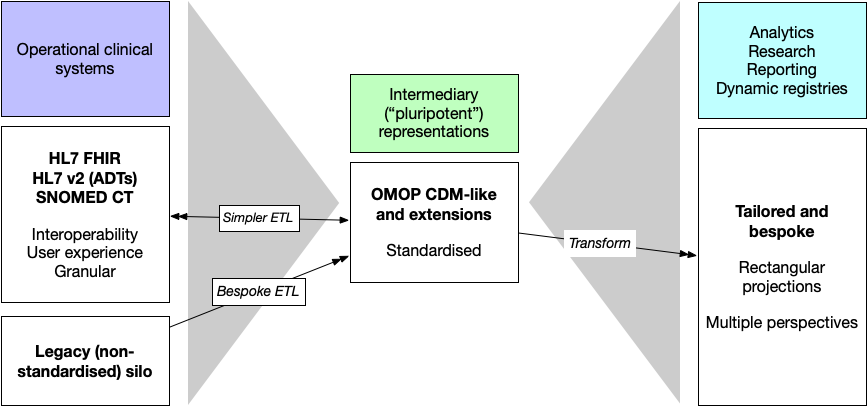 Operational clinical
systems
HL7 FHIR
HL7 v2 (ADTs)
SNOMED CT
Interoperability
User experience
Granular
Legacy (non-
standardised) silo
Simpler ETL
Bespoke ETL
Intermediary
(“pluripotent”)
representations
OMOP CDM-like
and extensions
Standardised
Transform
Analytics
Research
Reporting
Dynamic registries
Tailored and
bespoke
Rectangular
projections
Multiple perspectives